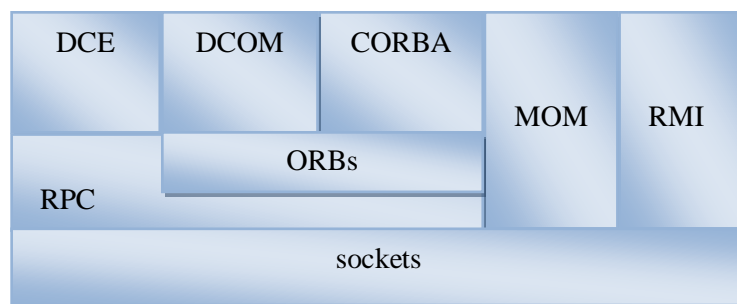 DCE
DCOM
CORBA
MOM
RMI
ORBs
RPC
sockets